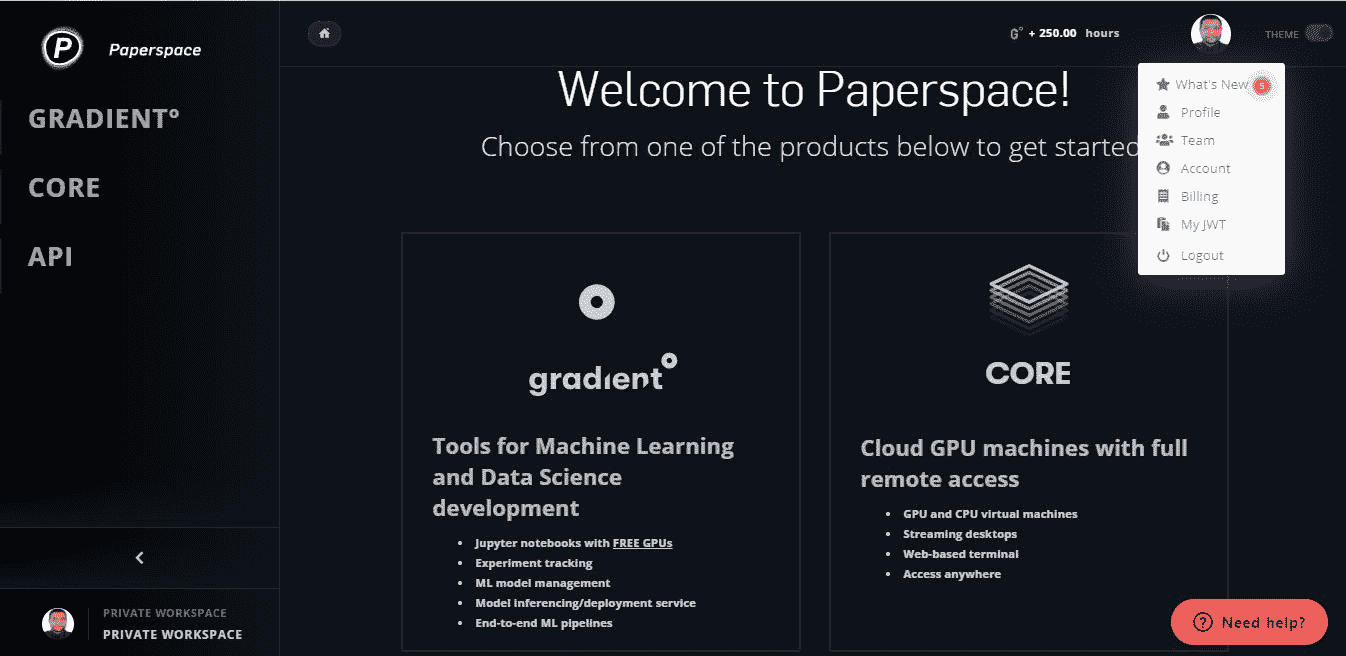 P Paperspace
GRADIENT°
CORE
API
PRIVATE WORKSPACE
PRIVATE WORKSPACE
G° + 250.00 hours
THEME
What's New 5
Profile
Team
Account
Billing
My JWT
Logout
Welcome to Paperspace!
Choose from one of the products below to get started
gradient°
Tools for Machine Learning
and Data Science
development
• Jupyter notebooks with FREE GPUs
• Experiment tracking
• ML model management
• Model inferencing/deployment service
• End-to-end ML pipelines
CORE
Cloud GPU machines with full
remote access
• GPU and CPU virtual machines
• Streaming desktops
• Web-based terminal
• Access anywhere
? Need help?